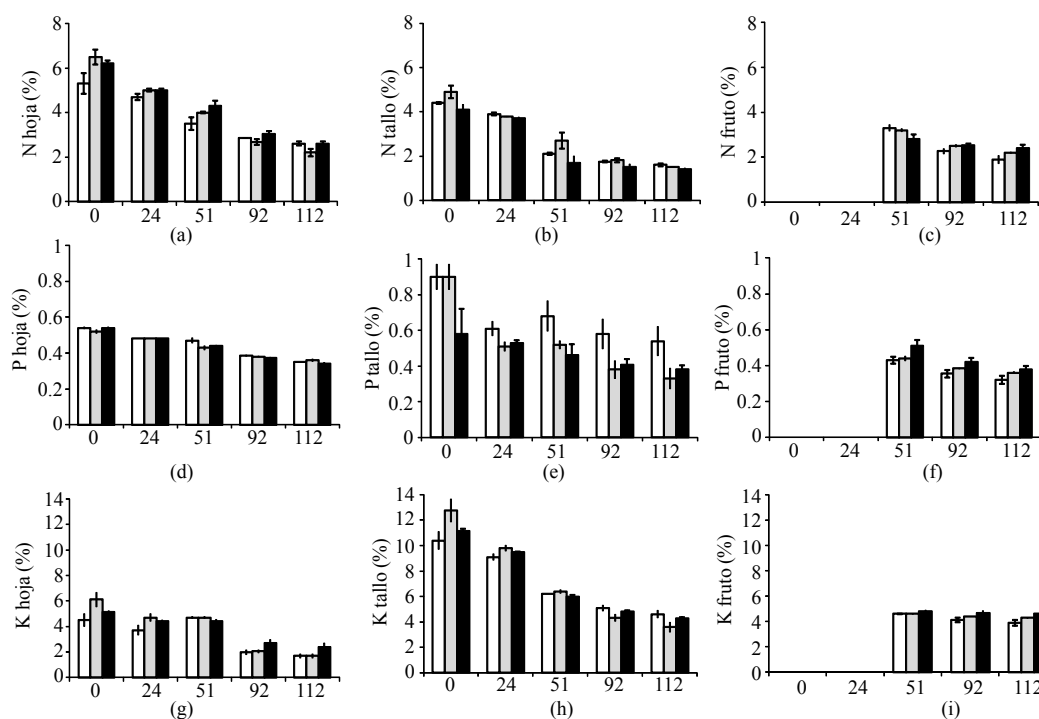 N hoja (%)
8
6
4
2
0
0 24 51 92 112
(a)
N tallo (%)
8
6
4
2
0
0 24 51 92 112
(b)
N fruto (%)
8
6
4
2
0
0 24 51 92 112
(c)
P hoja (%)
1
0.8
0.6
0.4
0.2
0
0 24 51 92 112
(d)
P tallo (%)
1
0.8
0.6
0.4
0.2
0
0 24 51 92 112
(e)
P fruto (%)
1
0.8
0.6
0.4
0.2
0
0 24 51 92 112
(f)
K hoja (%)
14
12
10
8
6
4
2
0
0 24 51 92 112
(g)
K tallo (%)
14
12
10
8
6
4
2
0
0 24 51 92 112
(h)
K fruto (%)
14
12
10
8
6
4
2
0
0 24 51 92 112
(i)